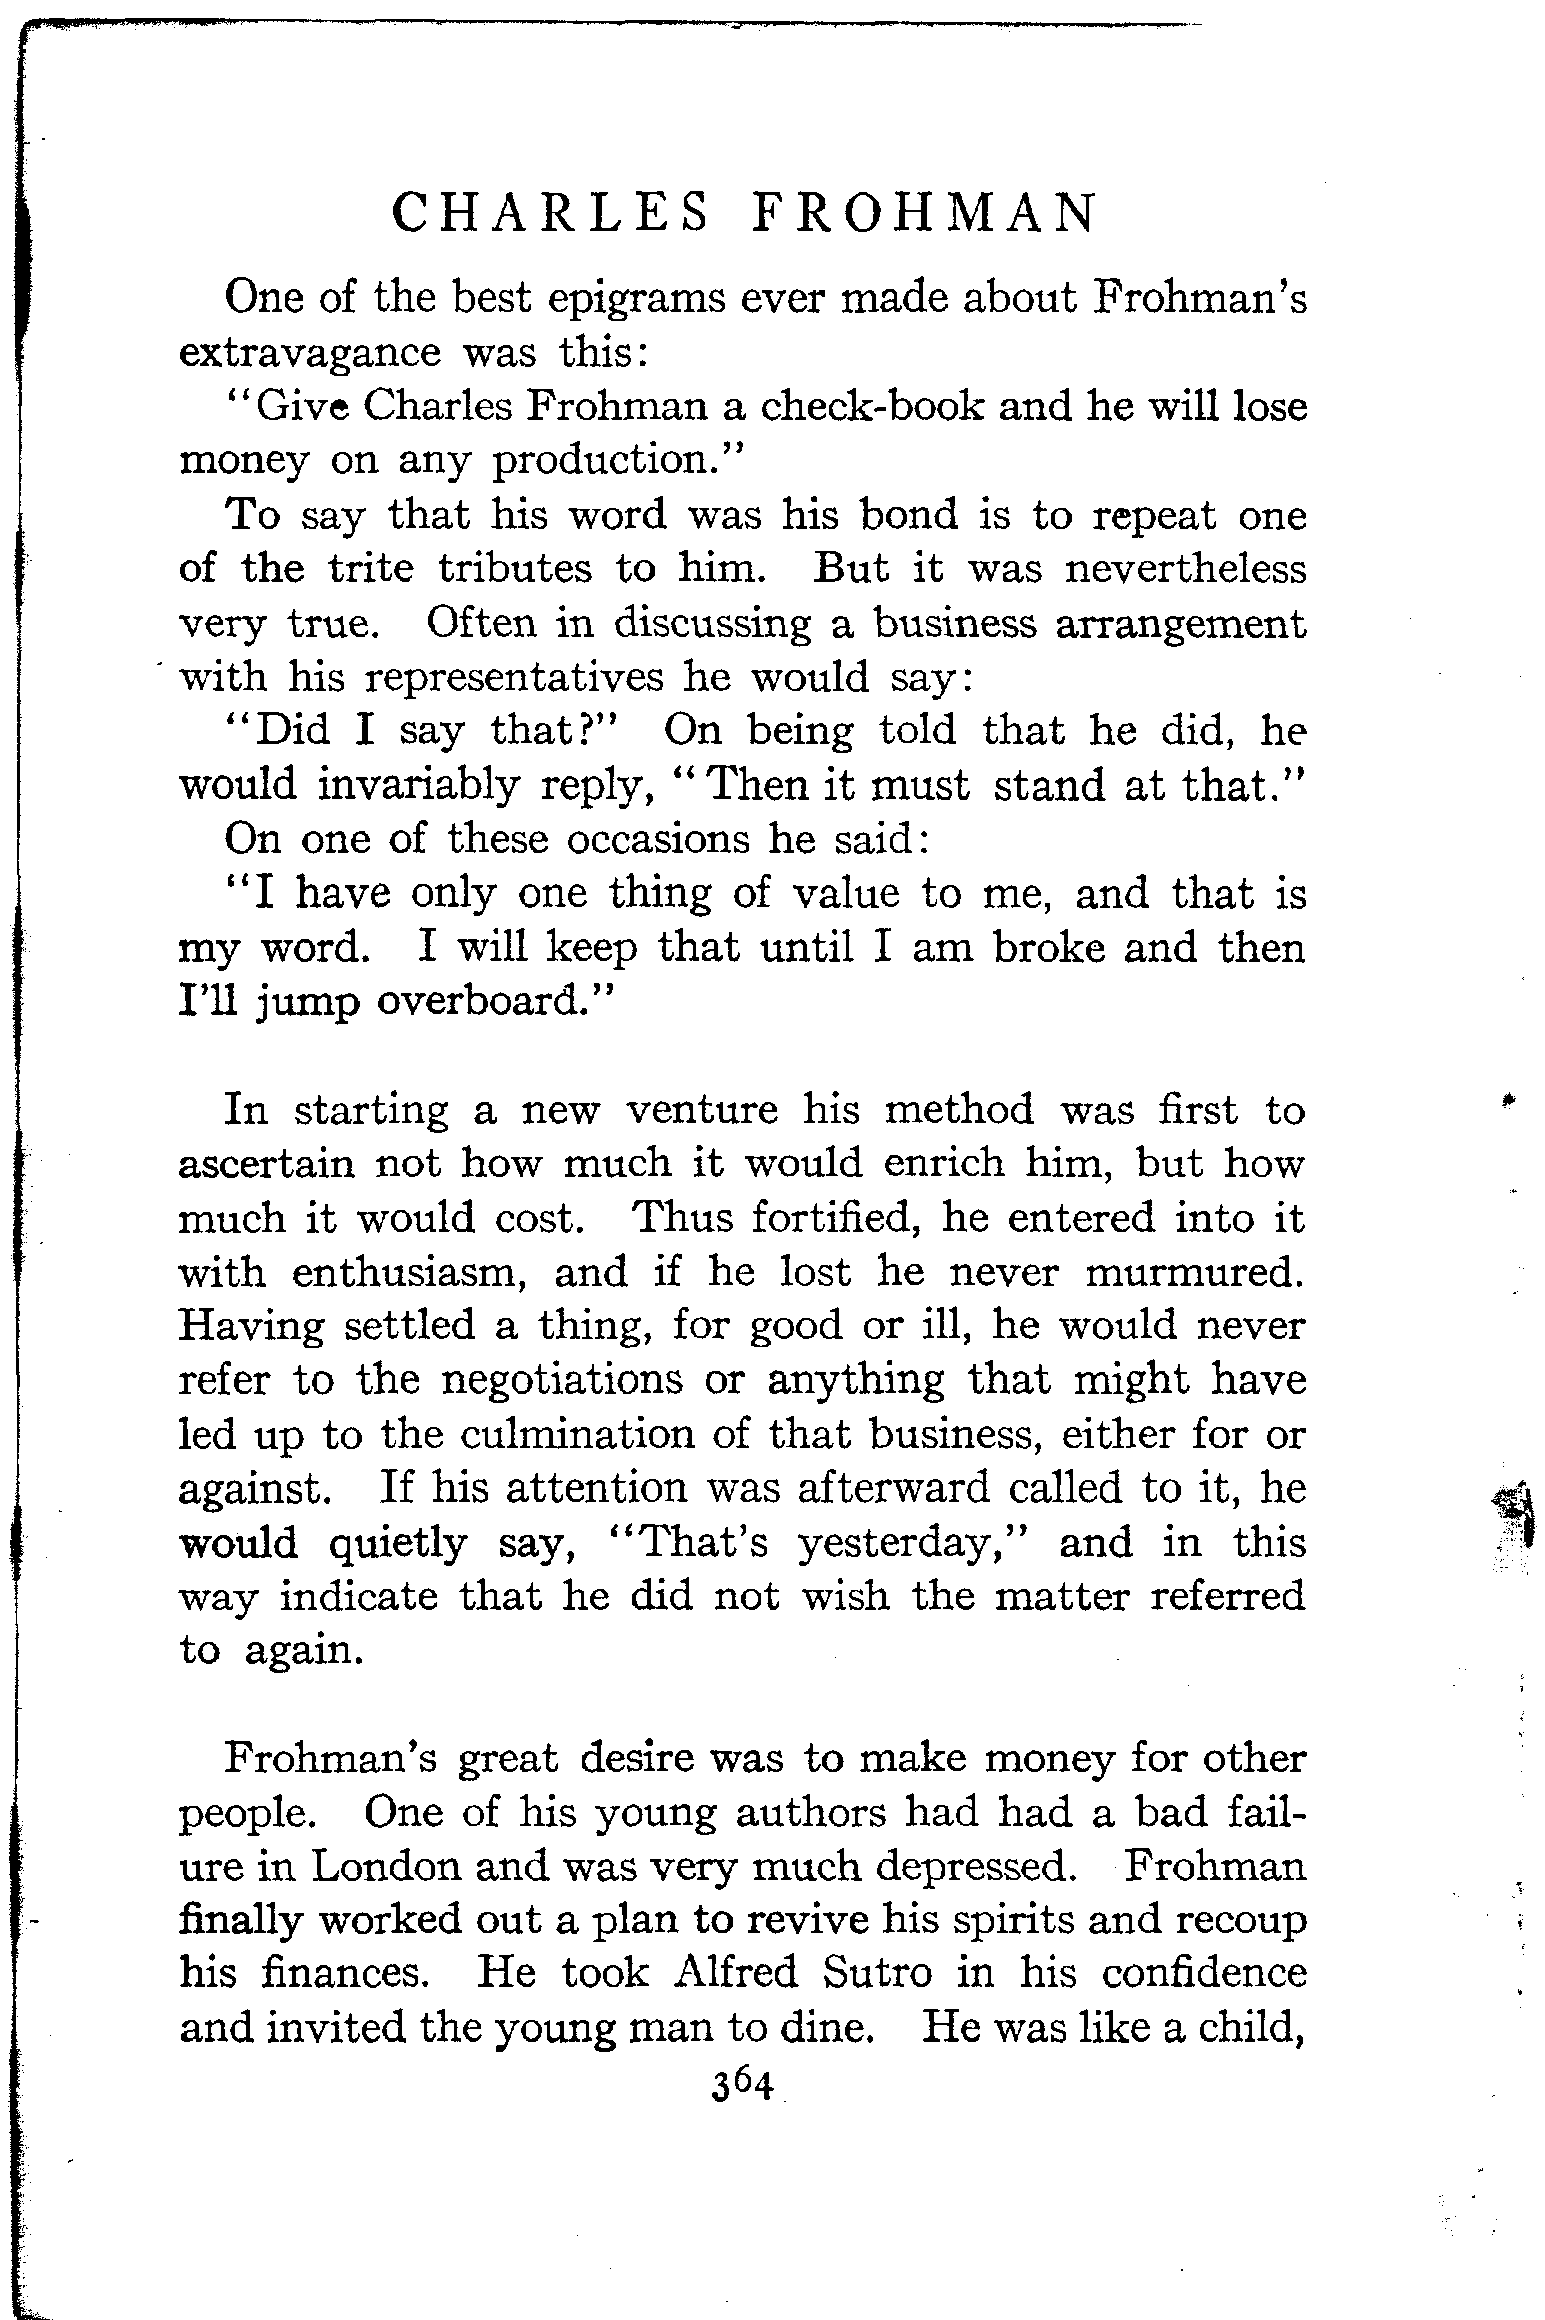 CHARLES FROHMAN
One of the best epigrams ever made about Frohman's
extravagance was this:
"Give Charles Frohman a check-book and he will lose
money on any production."
To say that his word was his bond is to repeat one
of the trite tributes to him. But it was nevertheless
very true. Often in discussing a business arrangement
with his representatives he would say:
"Did I say that?" On being told that he did, he
would invariably reply, "Then it must stand at that."
On one of these occasions he said:
"I have only one thing of value to me, and that is
my word. I will keep that until I am broke and then
I'll jump overboard."
In starting a new venture his method was first to
ascertain not how much it would enrich him, but how
much it would cost. Thus fortified, he entered into it
with enthusiasm, and if he lost he never murmured.
Having settled a thing, for good or ill, he would never
refer to the negotiations or anything that might have
led up to the culmination of that business, either for or
against. If his attention was afterward called to it, he
would quietly say, "That's yesterday," and in this
way indicate that he did not wish the matter referred
to again.
Frohman's great desire was to make money for other
people. One of his young authors had had a bad fail-
ure in London and was very much depressed. Frohman
finally worked out a plan to revive his spirits and recoup
his finances. He took Alfred Sutro in his confidence
and invited the young man to dine. He was like a child,
364